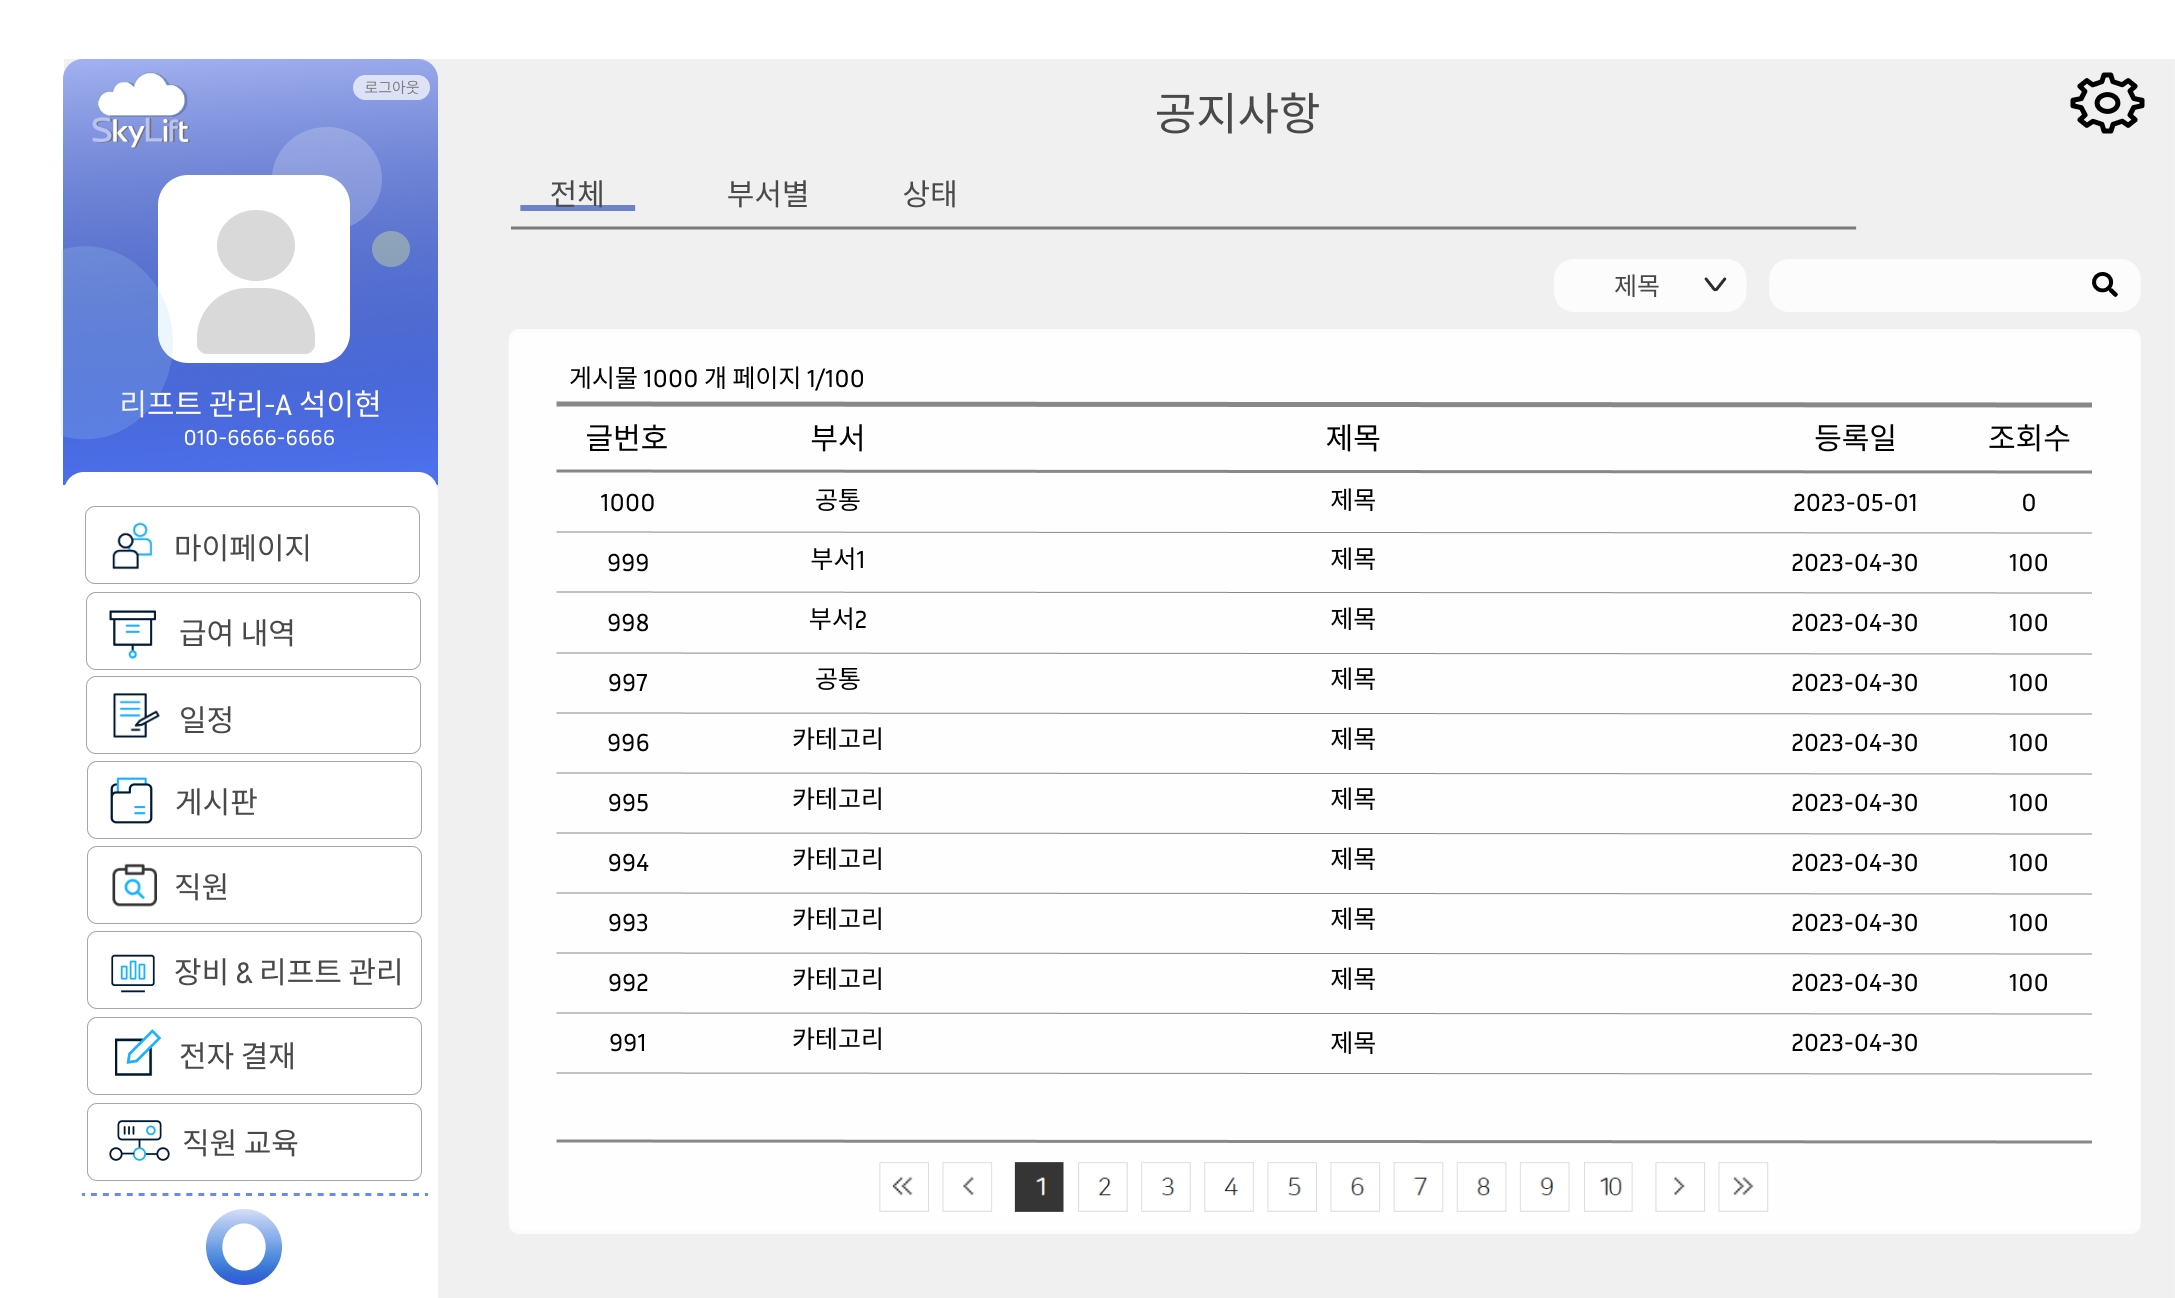 SkyLift
로그아웃
리프트 관리-A 석이현
010-6666-6666
마이페이지
급여 내역
일정
게시판
직원
장비 & 리프트 관리
전자 결재
직원 교육
공지사항
전체 부서별 상태
제목
게시물 1000 개 페이지 1/100
글번호 부서 제목 등록일 조회수
1000 공통 제목 2023-05-01 0
999 부서1 제목 2023-04-30 100
998 부서2 제목 2023-04-30 100
997 공통 제목 2023-04-30 100
996 카테고리 제목 2023-04-30 100
995 카테고리 제목 2023-04-30 100
994 카테고리 제목 2023-04-30 100
993 카테고리 제목 2023-04-30 100
992 카테고리 제목 2023-04-30 100
991 카테고리 제목 2023-04-30
1 2 3 4 5 6 7 8 9 10